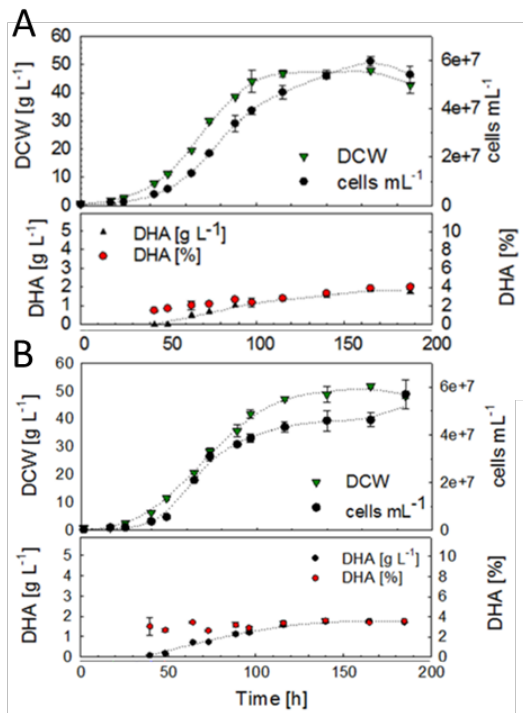 A
DCW [g L-1]
60
50
40
30
20
10
0
6e+7
4e+7
2e+7
0
cells mL-1
DCW
cells mL-1
DHA [g L-1]
5
4
3
2
1
0
DHA [g L-1]
DHA [%]
10
8
6
4
2
0
DHA [%]
0 50 100 150 200
B
DCW [g L-1]
60
50
40
30
20
10
0
6e+7
4e+7
2e+7
0
cells mL-1
DCW
cells mL-1
DHA [g L-1]
5
4
3
2
1
0
DHA [g L-1]
DHA [%]
10
8
6
4
2
0
DHA [%]
0 50 100 150 200
Time [h]